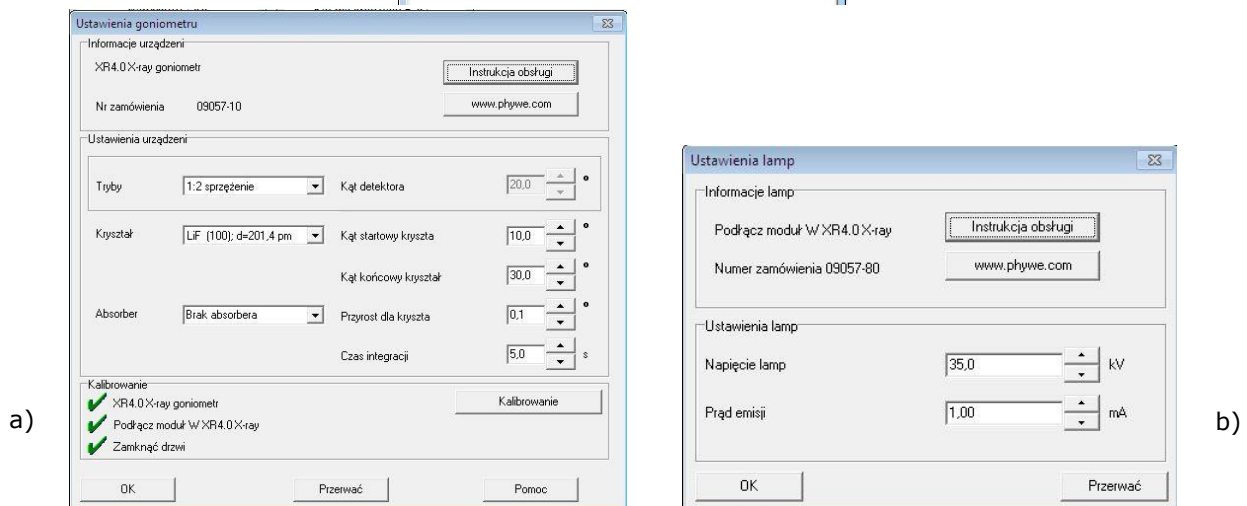 Ustawienia goniometru
Informacje urządzeni
XR4.0 X-ray goniometr
Instrukcja obsługi
Nr zamówienia 09057-10
www.phywe.com
Ustawienia urządzeni
Tryby 1:2 sprzężenie Kąt detektora 20,0 °
Kryształ LiF (100); d=201,4 pm Kąt startowy kryszta 10,0 °
Kąt końcowy kryształ 30,0 °
Absorber Brak absorbera Przyrost dla kryszta 0,1 °
Czas integracji 5,0 s
Kalibrowanie
XR4.0 X-ray goniometr
Kalibrowanie
Podłącz moduł W XR4.0 X-ray
Zamknąć drzwi
OK Przerwać Pomoc
a)
Ustawienia lamp
Informacje lamp
Podłącz moduł W XR4.0 X-ray
Instrukcja obsługi
Numer zamówienia 09057-80
www.phywe.com
Ustawienia lamp
Napięcie lamp 35,0 kV
Prąd emisji 1,00 mA
OK Przerwać
b)